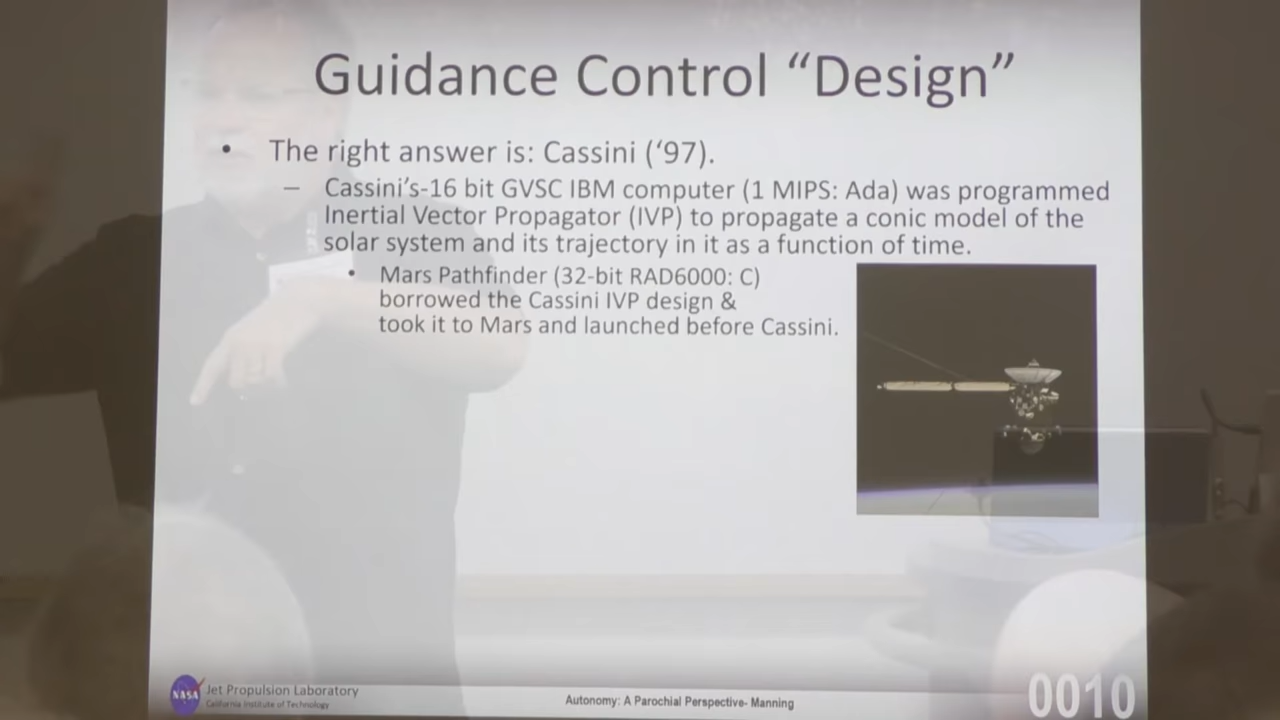 Guidance Control “Design”
• The right answer is: Cassini (‘97).
– Cassini’s-16 bit GVSC IBM computer (1 MIPS: Ada) was programmed
Inertial Vector Propagator (IVP) to propagate a conic model of the
solar system and its trajectory in it as a function of time.
• Mars Pathfinder (32-bit RAD6000: C)
borrowed the Cassini IVP design &
took it to Mars and launched before Cassini.
NASA
Jet Propulsion Laboratory
California Institute of Technology
Autonomy: A Parochial Perspective- Manning
0010